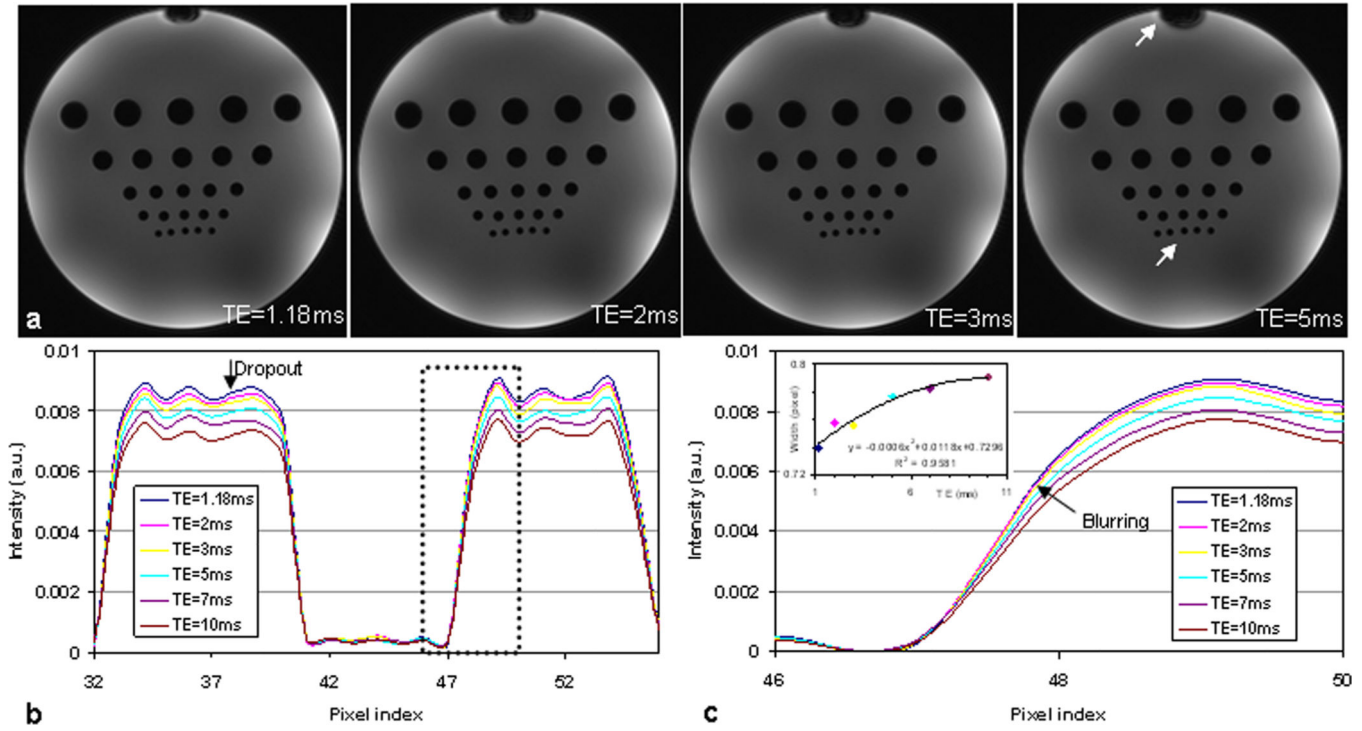 a
TE=1.18ms
TE=2ms
TE=3ms
TE=5ms
0.01
0.008
0.006
0.004
0.002
0
Intensity (a.u.)
Dropout
TE=1.18ms
TE=2ms
TE=3ms
TE=5ms
TE=7ms
TE=10ms
32 37 42 47 52
Pixel index
b
0.01
0.008
0.006
0.004
0.002
0
Intensity (a.u.)
0.8
0.72
Width (pixel)
y = -0.0006x²+0.0118x+0.7296
R² = 0.9581
1 6 11
TE (ms)
Blurring
TE=1.18ms
TE=2ms
TE=3ms
TE=5ms
TE=7ms
TE=10ms
46 48 50
Pixel index
c